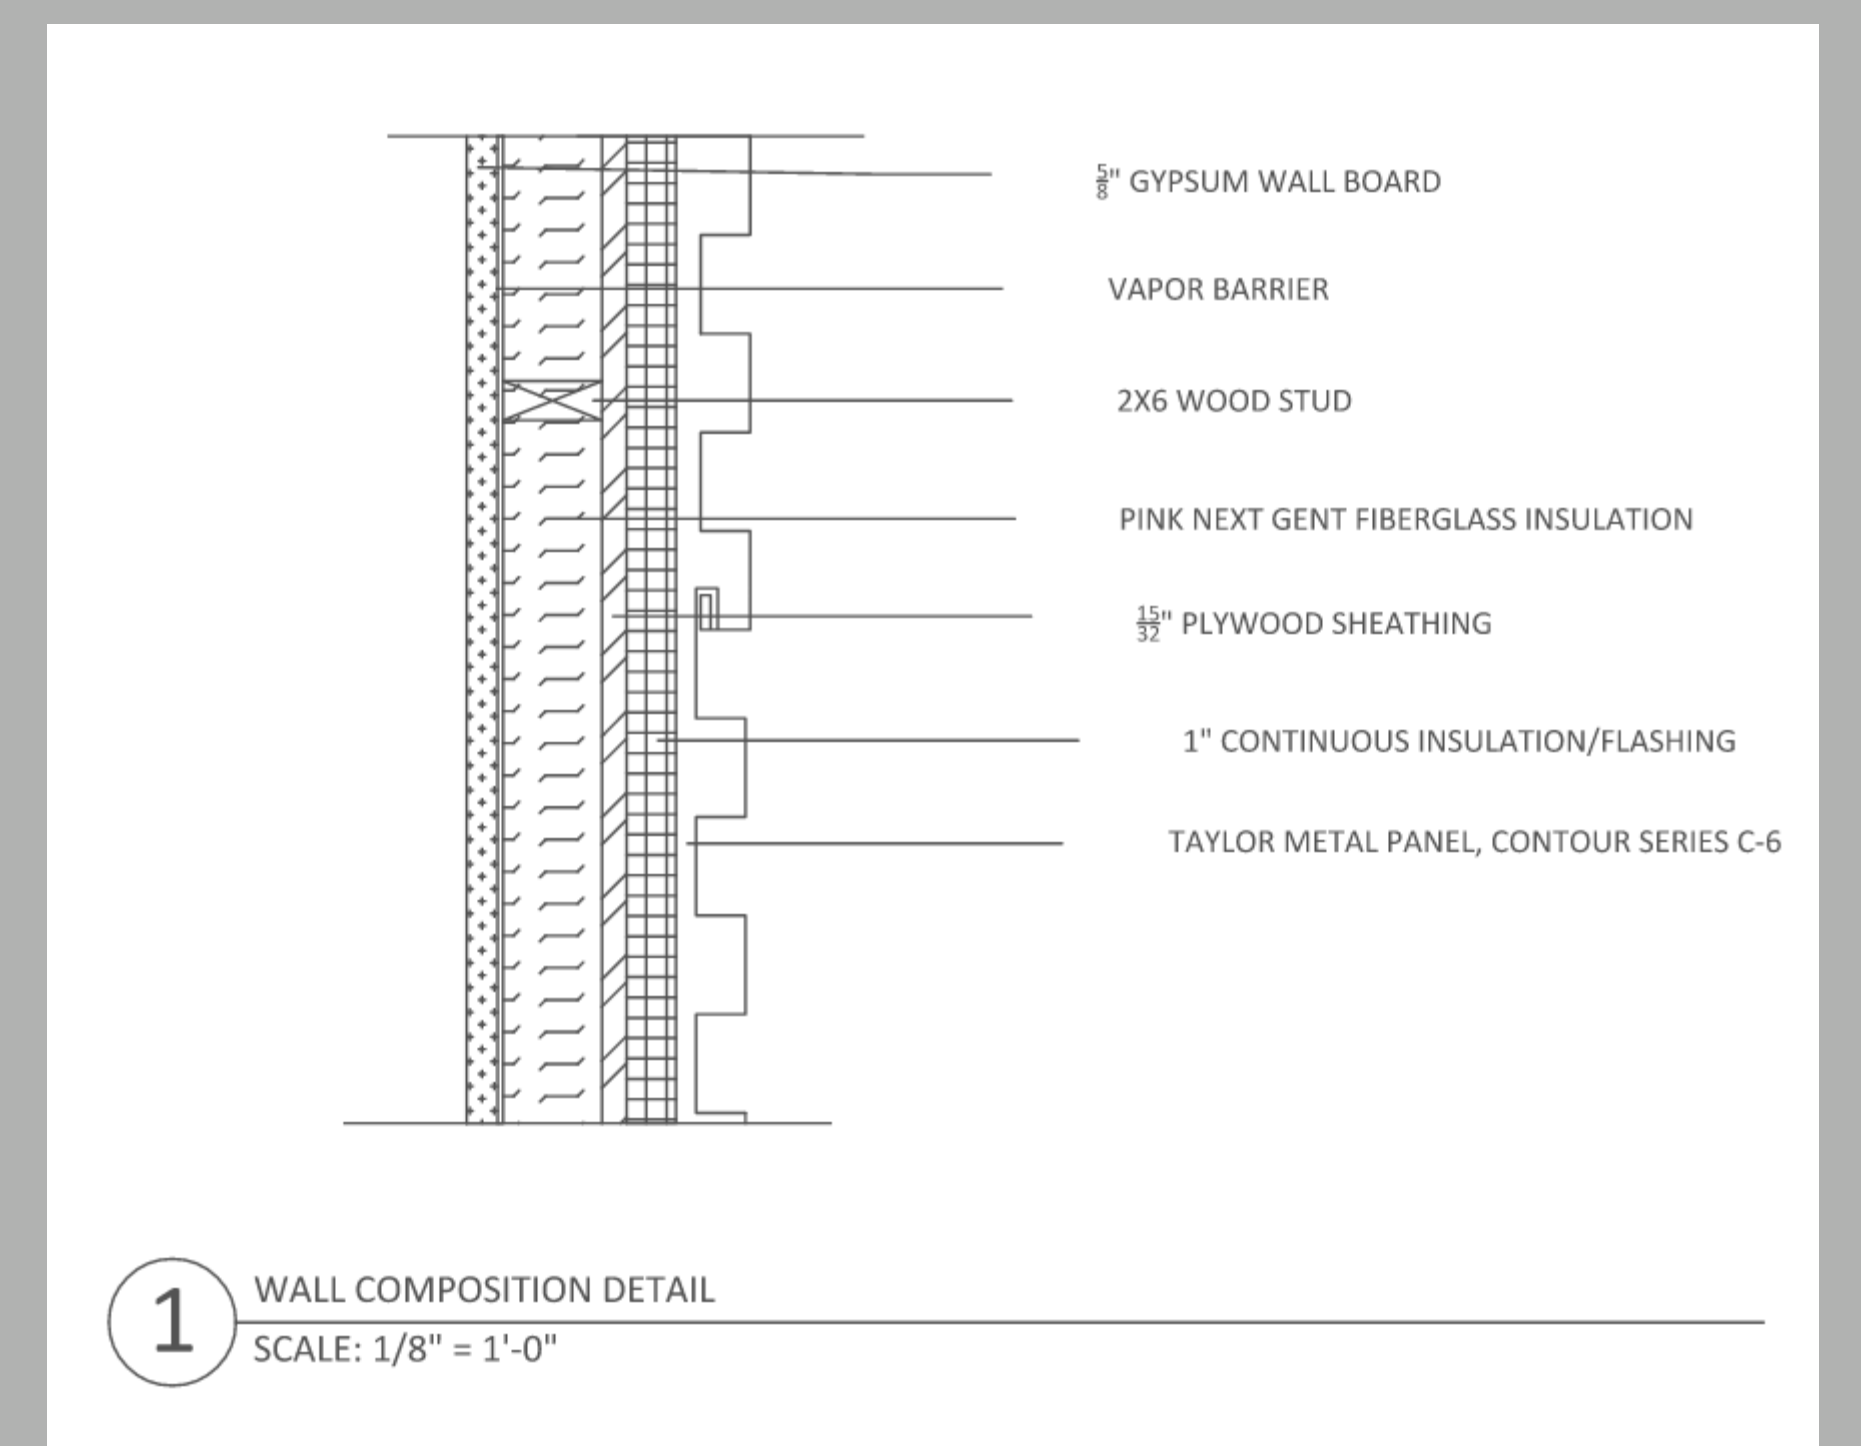 5/8" GYPSUM WALL BOARD
VAPOR BARRIER
2X6 WOOD STUD
PINK NEXT GENT FIBERGLASS INSULATION
15/32" PLYWOOD SHEATHING
1" CONTINUOUS INSULATION/FLASHING
TAYLOR METAL PANEL, CONTOUR SERIES C-6
1
WALL COMPOSITION DETAIL
SCALE: 1/8" = 1'-0"